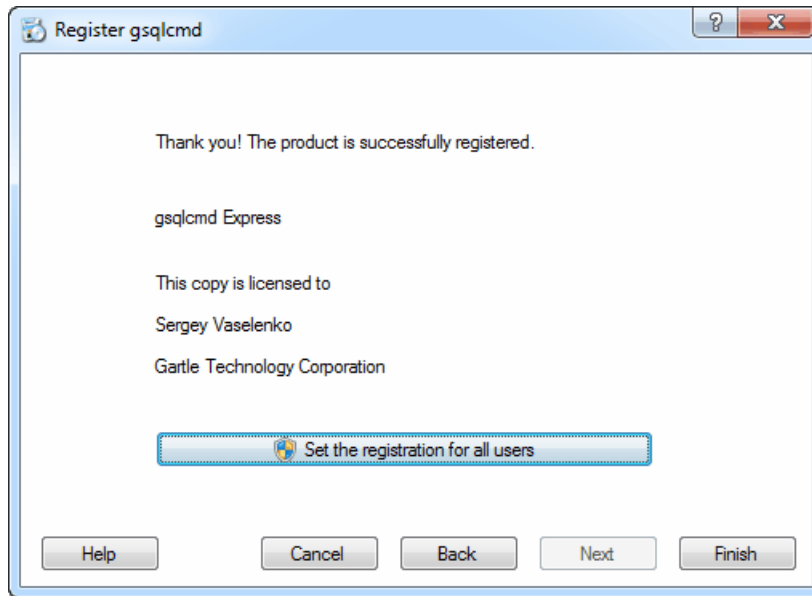 Register gsqlcmd
Thank you! The product is successfully registered.
gsqlcmd Express
This copy is licensed to
Sergey Vaselenko
Gartle Technology Corporation
Set the registration for all users
Help Cancel Back Next Finish